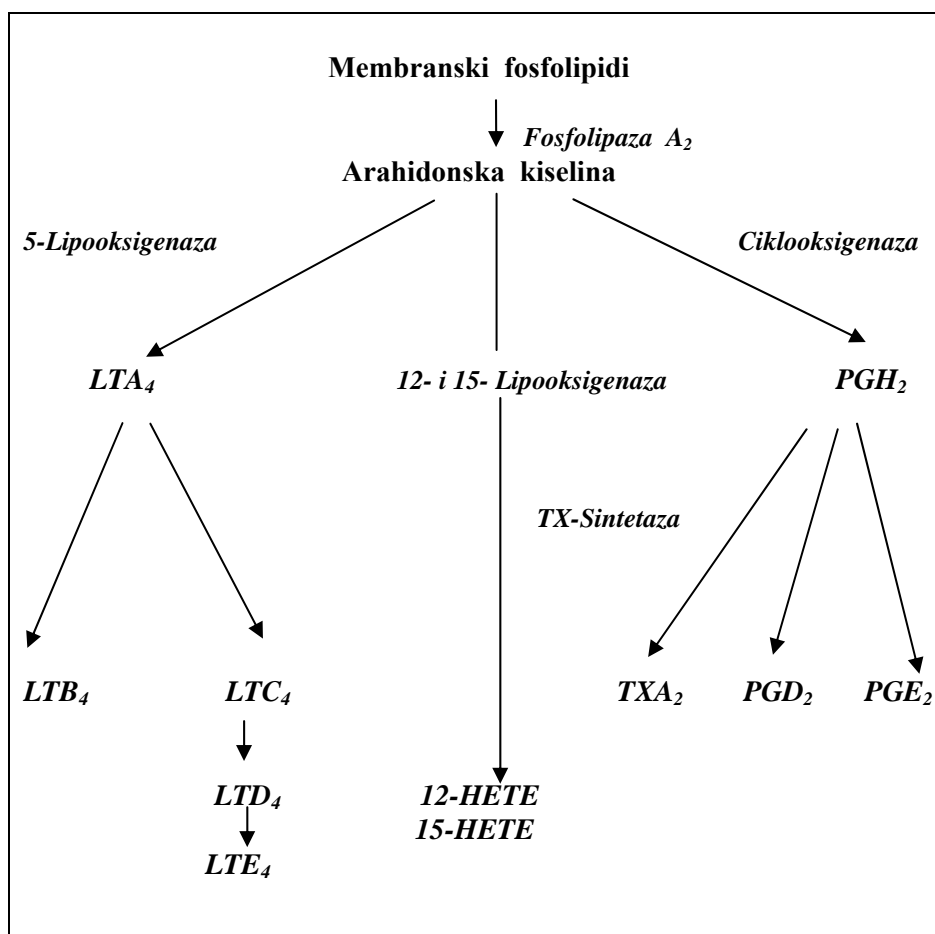 Membranski fosfolipidi
Fosfolipaza A₂
Arahidonska kiselina
5-Lipooksigenaza
Ciklooksigenaza
LTA₄
12- i 15- Lipooksigenaza
PGH₂
TX-Sintetaza
LTB₄
LTC₄
TXA₂
PGD₂
PGE₂
LTD₄
12-HETE
15-HETE
LTE₄